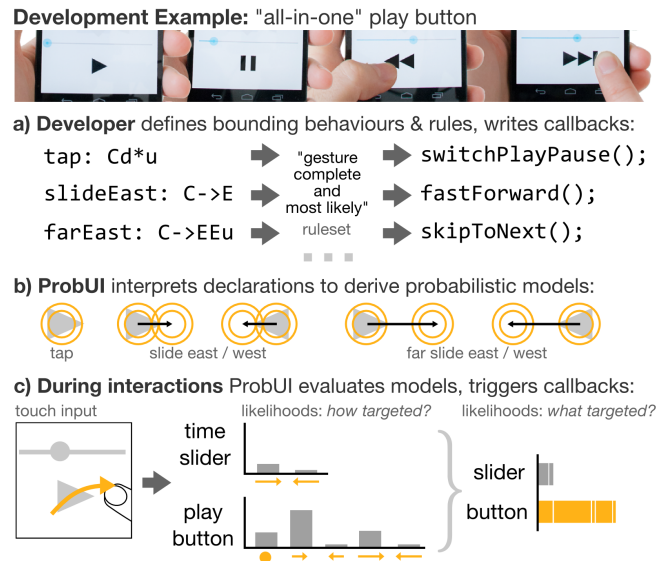 Development Example: "all-in-one" play button
a) Developer defines bounding behaviours & rules, writes callbacks:
tap: Cd*u
"gesture
complete
and
most likely"
ruleset
switchPlayPause();
slideEast: C->E
fastForward();
farEast: C->EEu
skipToNext();
b) ProbUI interprets declarations to derive probabilistic models:
tap
slide east / west
far slide east / west
c) During interactions ProbUI evaluates models, triggers callbacks:
touch input
likelihoods: how targeted?
likelihoods: what targeted?
time
slider
play
button
slider
button